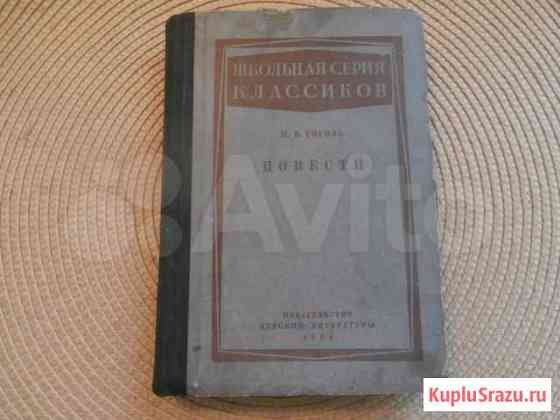 ШКОЛЬНАЯ СЕРИЯ
КЛАССИКОВ
Н. В. ГОГОЛЬ
ПОВЕСТИ
Avito
ИЗДАТЕЛЬСТВО
ДЕТСКОЙ ЛИТЕРАТУРЫ
KupluSrazu.ru